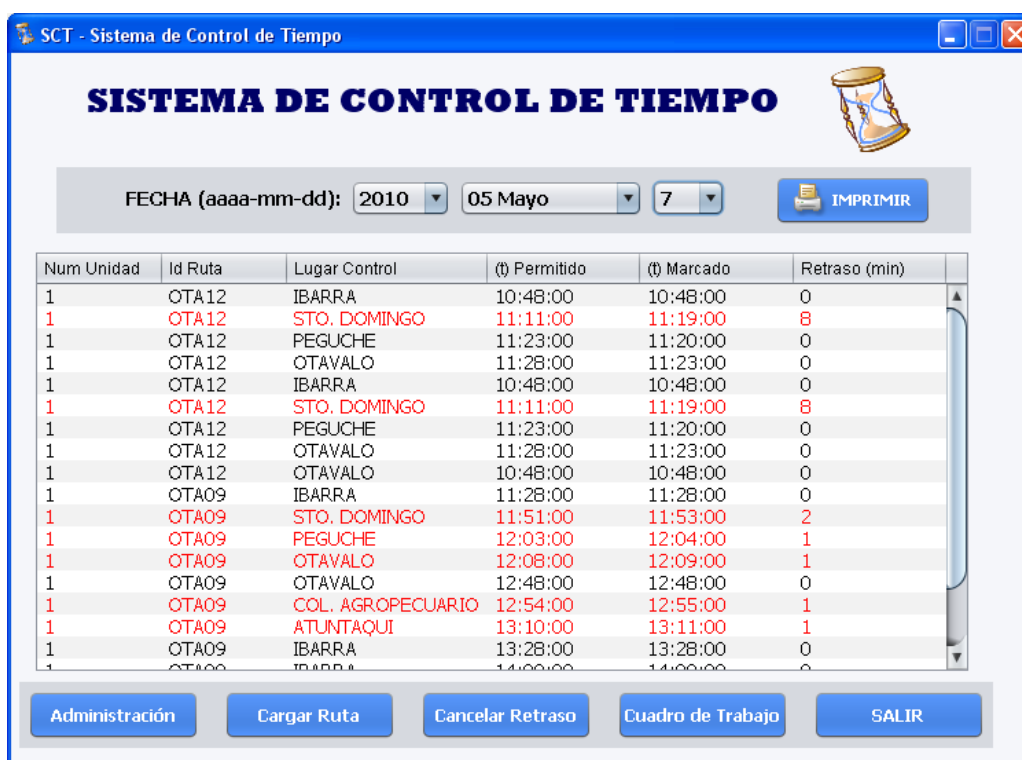 SCT - Sistema de Control de Tiempo
SISTEMA DE CONTROL DE TIEMPO
FECHA (aaaa-mm-dd): 2010 05 Mayo 7 IMPRIMIR
Num Unidad Id Ruta Lugar Control (t) Permitido (t) Marcado Retraso (min)
1 OTA12 IBARRA 10:48:00 10:48:00 0
1 OTA12 STO. DOMINGO 11:11:00 11:19:00 8
1 OTA12 PEGUCHE 11:23:00 11:20:00 0
1 OTA12 OTAVALO 11:28:00 11:23:00 0
1 OTA12 IBARRA 10:48:00 10:48:00 0
1 OTA12 STO. DOMINGO 11:11:00 11:19:00 8
1 OTA12 PEGUCHE 11:23:00 11:20:00 0
1 OTA12 OTAVALO 11:28:00 11:23:00 0
1 OTA12 OTAVALO 10:48:00 10:48:00 0
1 OTA09 IBARRA 11:28:00 11:28:00 0
1 OTA09 STO. DOMINGO 11:51:00 11:53:00 2
1 OTA09 PEGUCHE 12:03:00 12:04:00 1
1 OTA09 OTAVALO 12:08:00 12:09:00 1
1 OTA09 OTAVALO 12:48:00 12:48:00 0
1 OTA09 COL. AGROPECUARIO 12:54:00 12:55:00 1
1 OTA09 ATUNTAQUI 13:10:00 13:11:00 1
1 OTA09 IBARRA 13:28:00 13:28:00 0
Administración Cargar Ruta Cancelar Retraso Cuadro de Trabajo SALIR